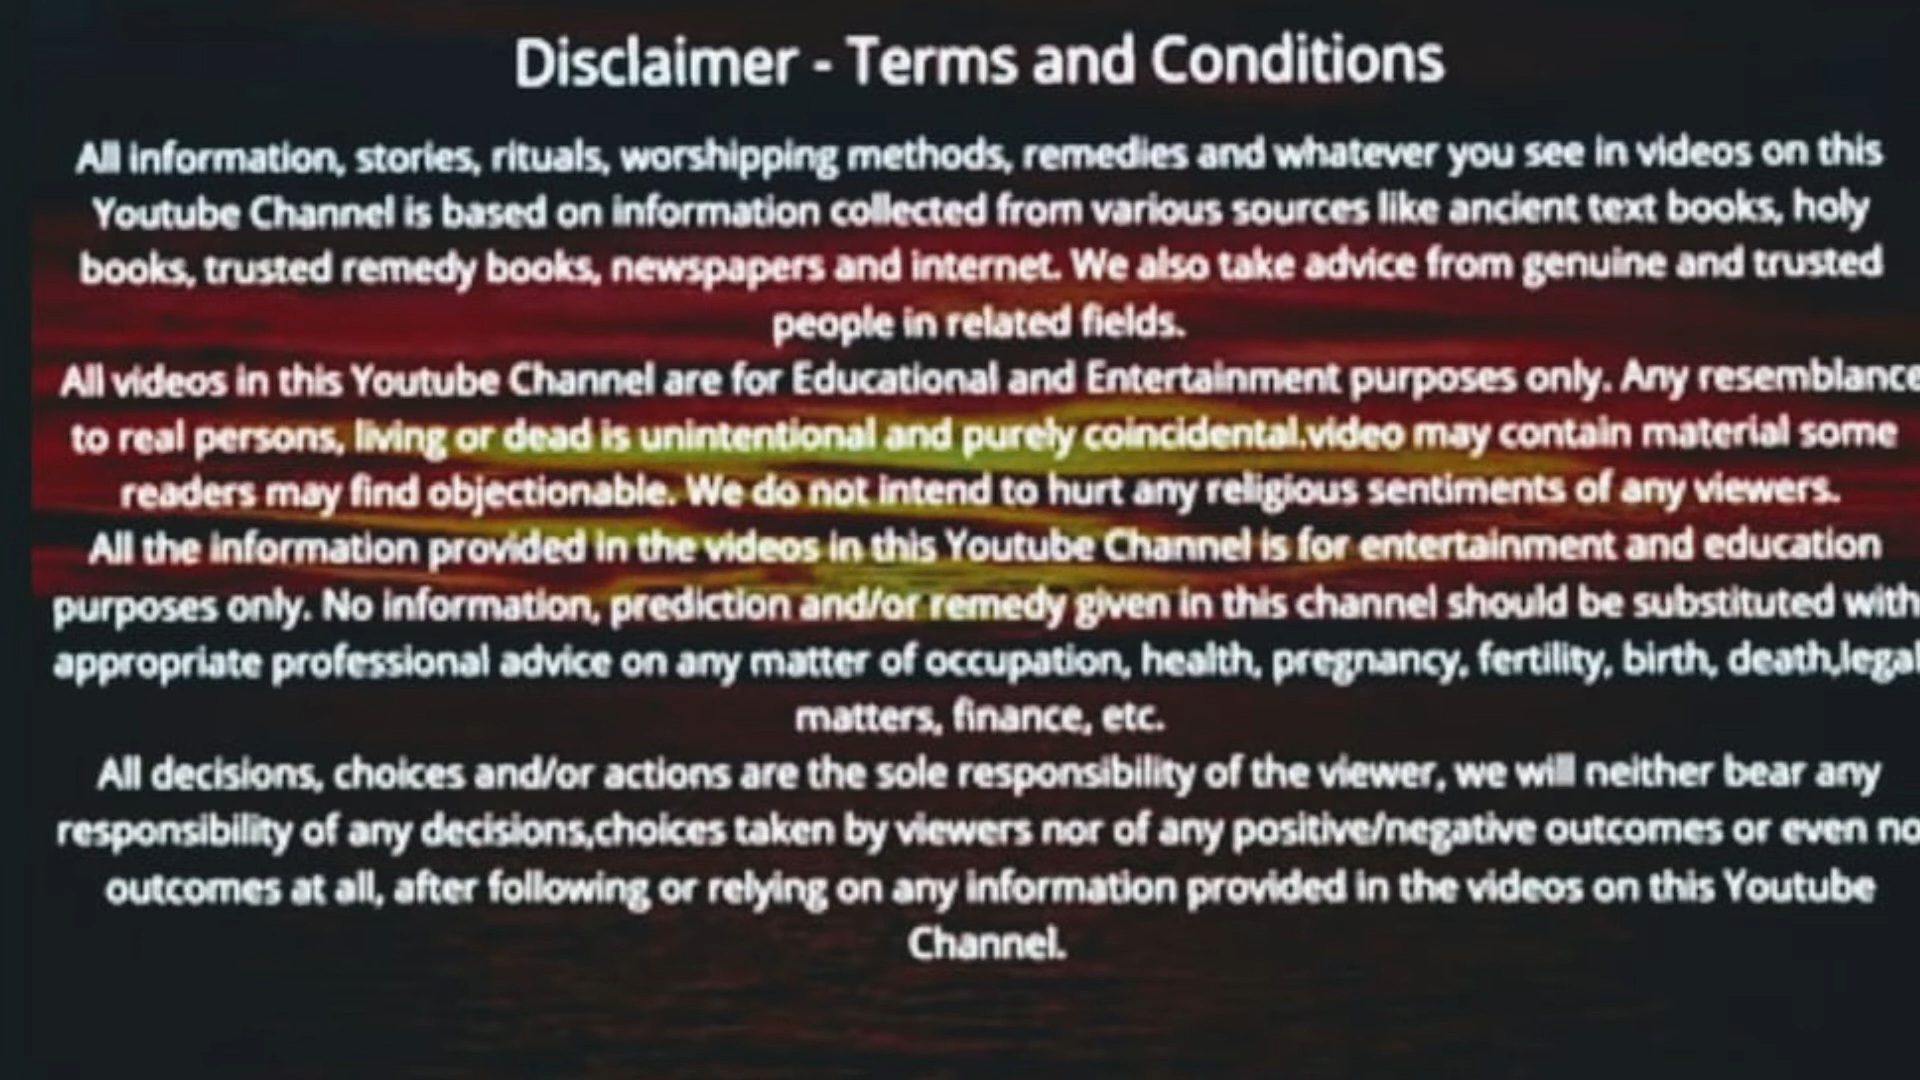 Disclaimer - Terms and Conditions
All information, stories, rituals, worshipping methods, remedies and whatever you see in videos on this
Youtube Channel is based on information collected from various sources like ancient text books, holy
books, trusted remedy books, newspapers and internet. We also take advice from genuine and trusted
people in related fields.
All videos in this Youtube Channel are for Educational and Entertainment purposes only. Any resemblance
to real persons, living or dead is unintentional and purely coincidental.video may contain material some
readers may find objectionable. We do not intend to hurt any religious sentiments of any viewers.
All the information provided in the videos in this Youtube Channel is for entertainment and education
purposes only. No information, prediction and/or remedy given in this channel should be substituted with
appropriate professional advice on any matter of occupation, health, pregnancy, fertility, birth, death,legal
matters, finance, etc.
All decisions, choices and/or actions are the sole responsibility of the viewer, we will neither bear any
responsibility of any decisions,choices taken by viewers nor of any positive/negative outcomes or even no
outcomes at all, after following or relying on any information provided in the videos on this Youtube
Channel.